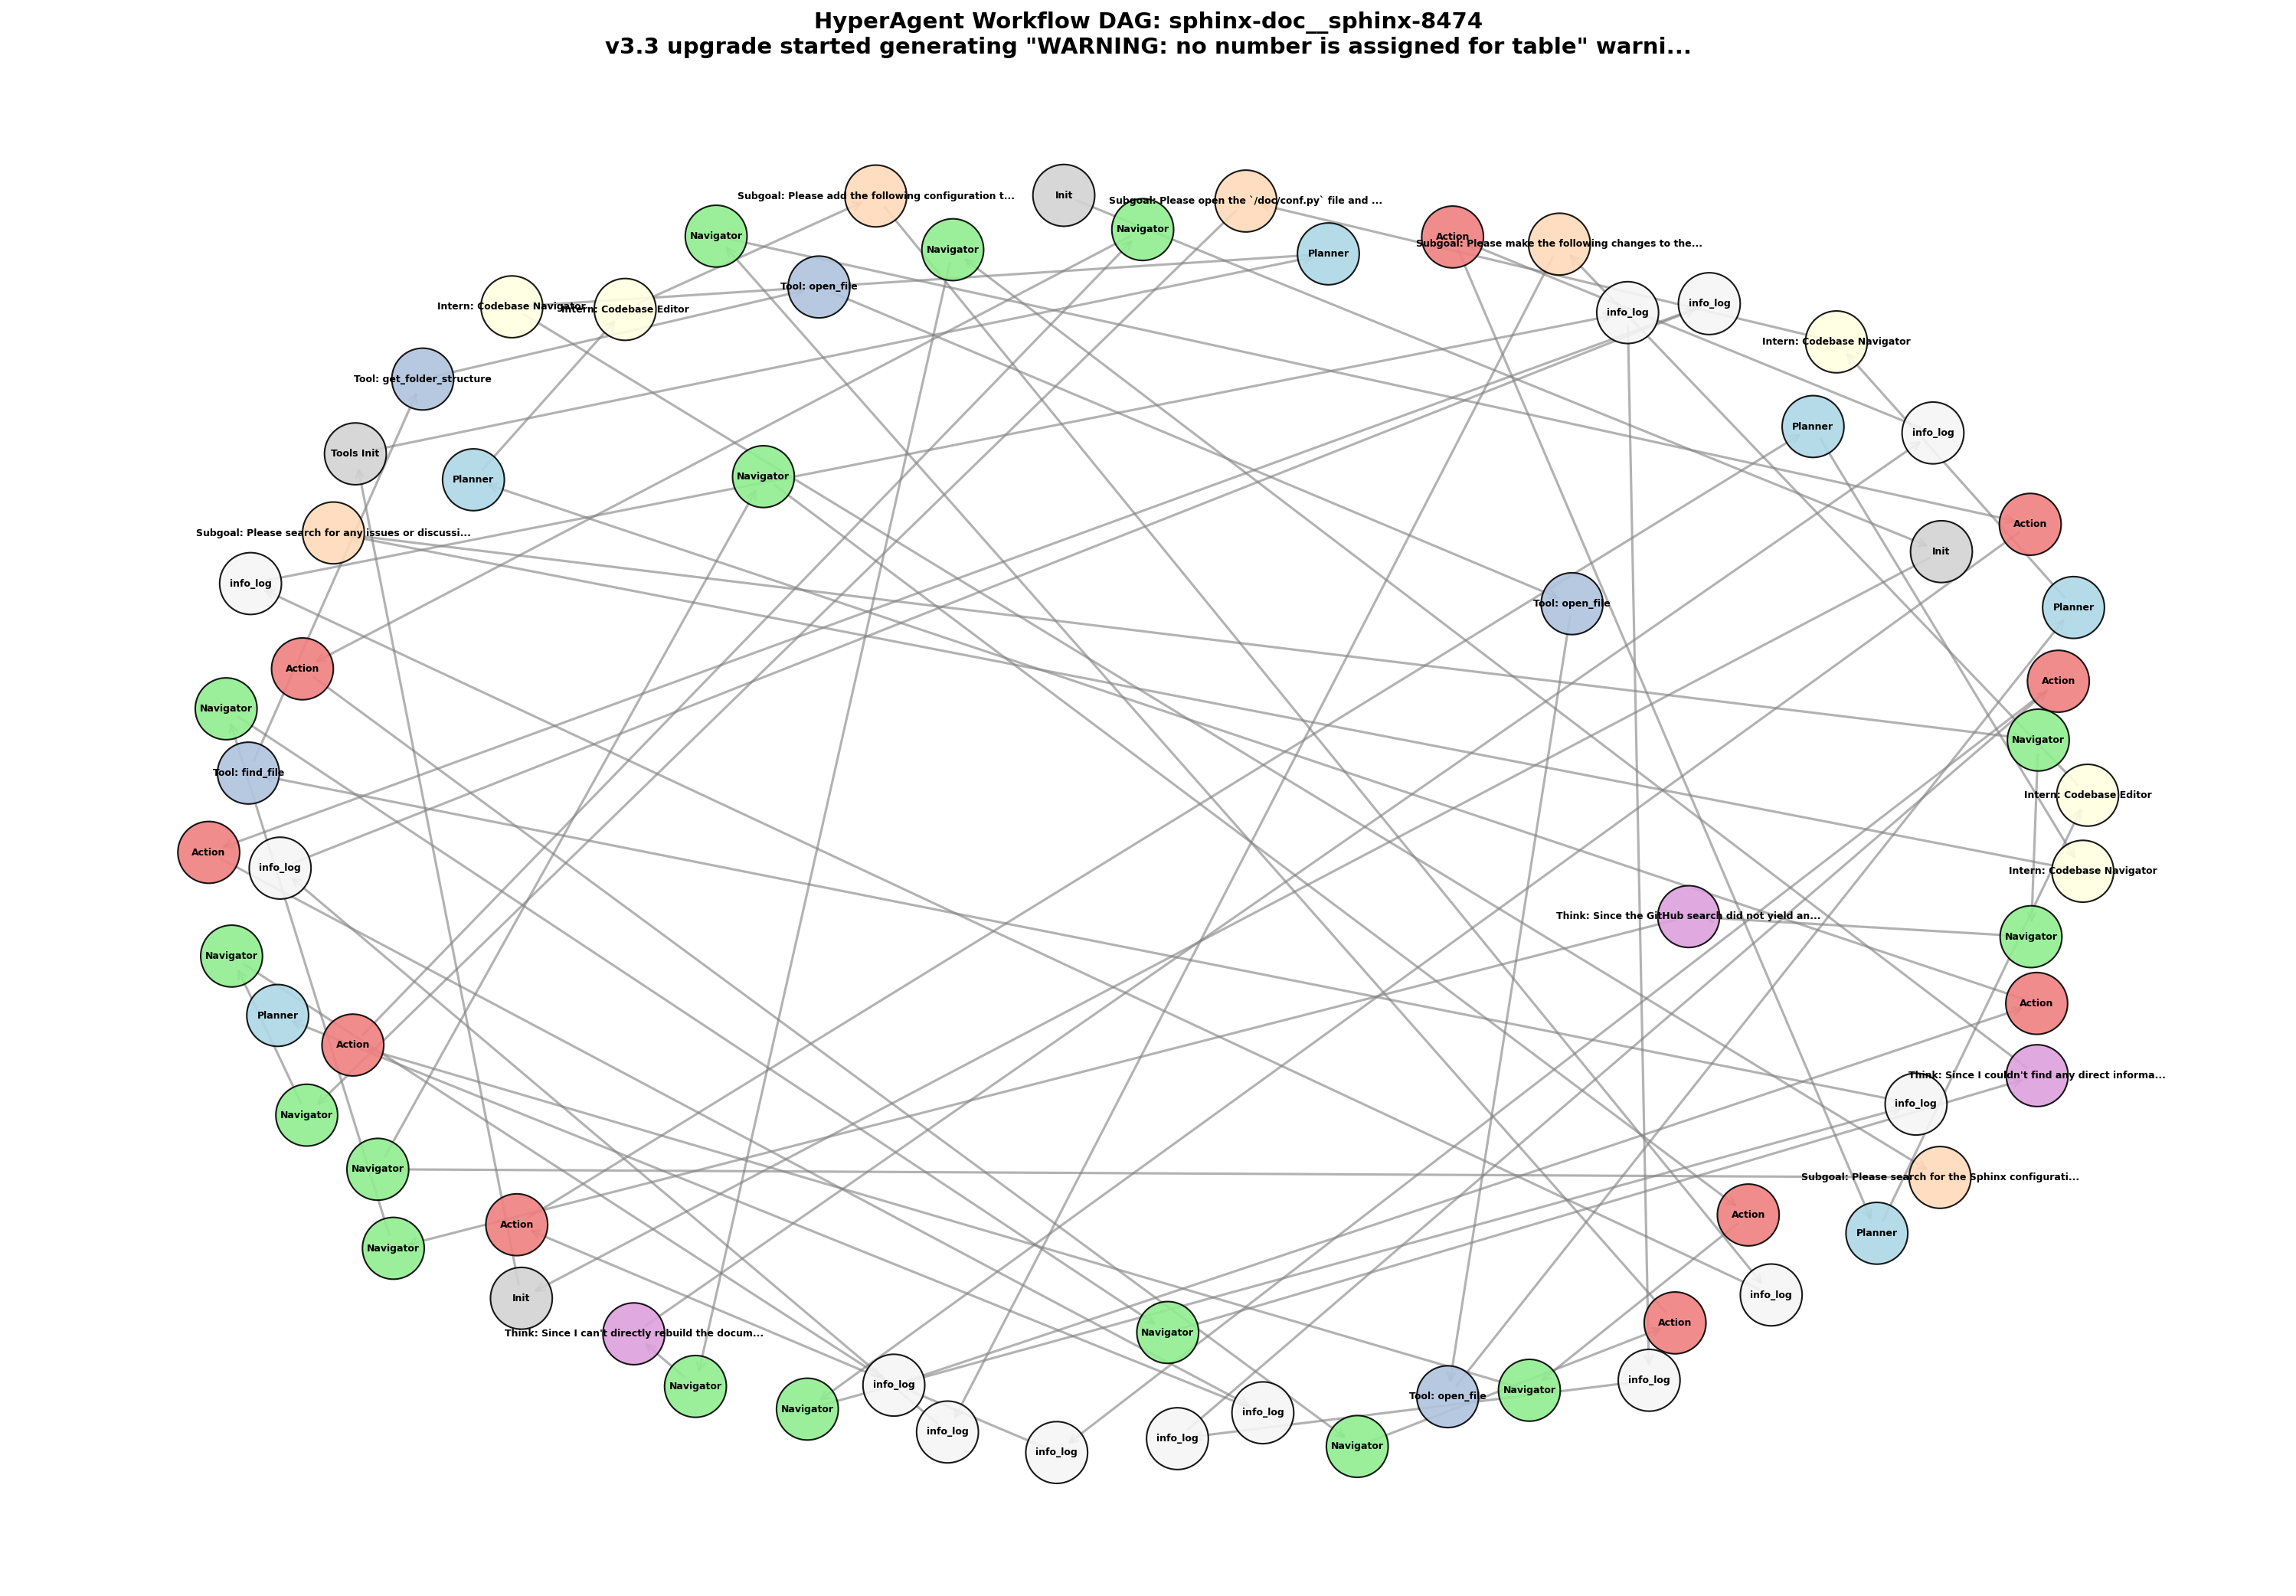 HyperAgent Workflow DAG: sphinx-doc__sphinx-8474
v3.3 upgrade started generating "WARNING: no number is assigned for table" warni...
Subgoal: Please add the following configuration t...
Init
Subgoal: Please open the `/doc/conf.py` file and ...
Navigator
Navigator
Navigator
Planner
Action
Subgoal: Please make the following changes to the...
Tool: open_file
Intern: Codebase Navigator
Intern: Codebase Editor
info_log
info_log
Intern: Codebase Navigator
Tool: get_folder_structure
Planner
info_log
Tools Init
Planner
Navigator
Action
Subgoal: Please search for any issues or discussi...
Init
info_log
Tool: open_file
Planner
Action
Action
Navigator
Navigator
Tool: find_file
Intern: Codebase Editor
Action
info_log
Intern: Codebase Navigator
Think: Since the GitHub search did not yield an...
Navigator
Navigator
Action
Planner
Action
Think: Since I couldn't find any direct informa...
info_log
Navigator
Navigator
Subgoal: Please search for the Sphinx configurati...
Action
Action
Planner
Navigator
Init
info_log
Think: Since I can't directly rebuild the docum...
Navigator
Action
Navigator
info_log
info_log
Navigator
Tool: open_file
Navigator
info_log
info_log
info_log
info_log
Navigator